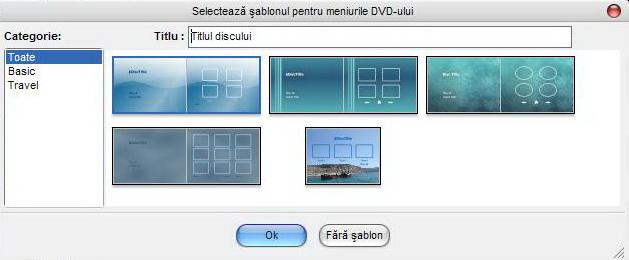 Selectează şablonul pentru meniurile DVD-ului
Categorie:
Titlu :
Titlul discului
Toate
Basic
Travel
Ok
Fără şablon